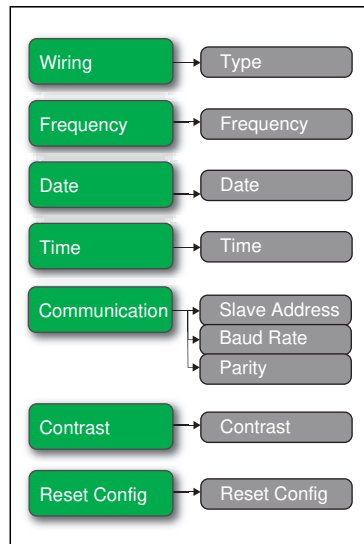 Wiring
Type
Frequency
Frequency
Date
Date
Time
Time
Communication
Slave Address
Baud Rate
Parity
Contrast
Contrast
Reset Config
Reset Config